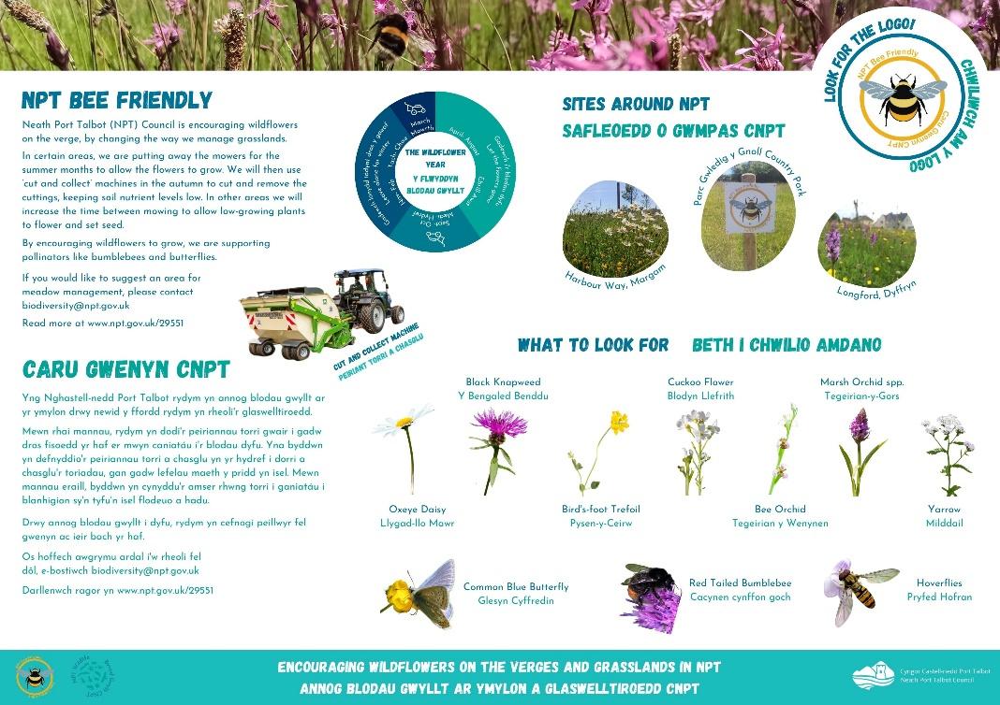 LOOK FOR THE LOGO!
CHWILIWCH AM Y LOGO
NPT Bee Friendly
Caru Gwenyn CNPT
NPT BEE FRIENDLY
Neath Port Talbot (NPT) Council is encouraging wildflowers
on the verge, by changing the way we manage grasslands.
In certain areas, we are putting away the mowers for the
summer months to allow the flowers to grow. We will then use
'cut and collect' machines in the autumn to cut and remove the
cuttings, keeping soil nutrient levels low. In other areas we will
increase the time between mowing to allow low-growing plants
to flower and set seed.
By encouraging wildflowers to grow, we are supporting
pollinators like bumblebees and butterflies.
If you would like to suggest an area for
meadow management, please contact
biodiversity@npt.gov.uk
Read more at www.npt.gov.uk/29551
CARU GWENYN CNPT
Yng Nghastell-nedd Port Talbot rydym yn annog blodau gwyllt ar
yr ymylon drwy newid y ffordd rydym yn rheoli'r glaswelltiroedd.
Mewn rhai mannau, rydym yn dodi'r peiriannau torri gwair i gadw
dros fisoedd yr haf er mwyn caniatáu i'r blodau dyfu. Yna byddwn
yn defnyddio'r peiriannau torri a chasglu yn yr hydref i dorri a
chasglu'r toriadau, gan gadw lefelau maeth y pridd yn isel. Mewn
mannau eraill, byddwn yn cynyddu'r amser rhwng torri i ganiatáu i
blanhigion sy'n tyfu'n isel flodeuo a hadu.
Drwy annog blodau gwyllt i dyfu, rydym yn cefnogi peillwyr fel
gwenyn ac ieir bach yr haf.
Os hoffech awgrymu ardal i'w rheoli fel
dôl, e-bostiwch biodiversity@npt.gov.uk
Darllenwch ragor yn www.npt.gov.uk/29551
THE WILDFLOWER
YEAR
Y FLWYDDYN
BLODAU GWYLLT
March
Mawrth
April, August
Ebrill, Awst
Let the flowers grow
Gadewch i'r blodau dyfu
Sept, Oct
Medi, Hydref
CUT AND COLLECT MACHINE
PEIRIANT TORRI A CHASGLU
SITES AROUND NPT
SAFLEOEDD O GWMPAS CNPT
Harbour Way, Margam
Parc Gwledig y Gnoll Country Park
Longford, Dyffryn
WHAT TO LOOK FOR BETH I CHWILIO AMDANO
Black Knapweed
Y Bengaled Benddu
Cuckoo Flower
Blodyn Llefrith
Marsh Orchid spp.
Tegeirian-y-Gors
Oxeye Daisy
Llygad-llo Mawr
Bird's-foot Trefoil
Pysen-y-Ceirw
Bee Orchid
Tegeirian y Wenynen
Yarrow
Milddail
Common Blue Butterfly
Glesyn Cyffredin
Red Tailed Bumblebee
Cacynen cynffon goch
Hoverflies
Pryfed Hofran
ENCOURAGING WILDFLOWERS ON THE VERGES AND GRASSLANDS IN NPT
ANNOG BLODAU GWYLLT AR YMYLON A GLASWELLTIROEDD CNPT
Cyngor Castell-nedd Port Talbot
Neath Port Talbot Council